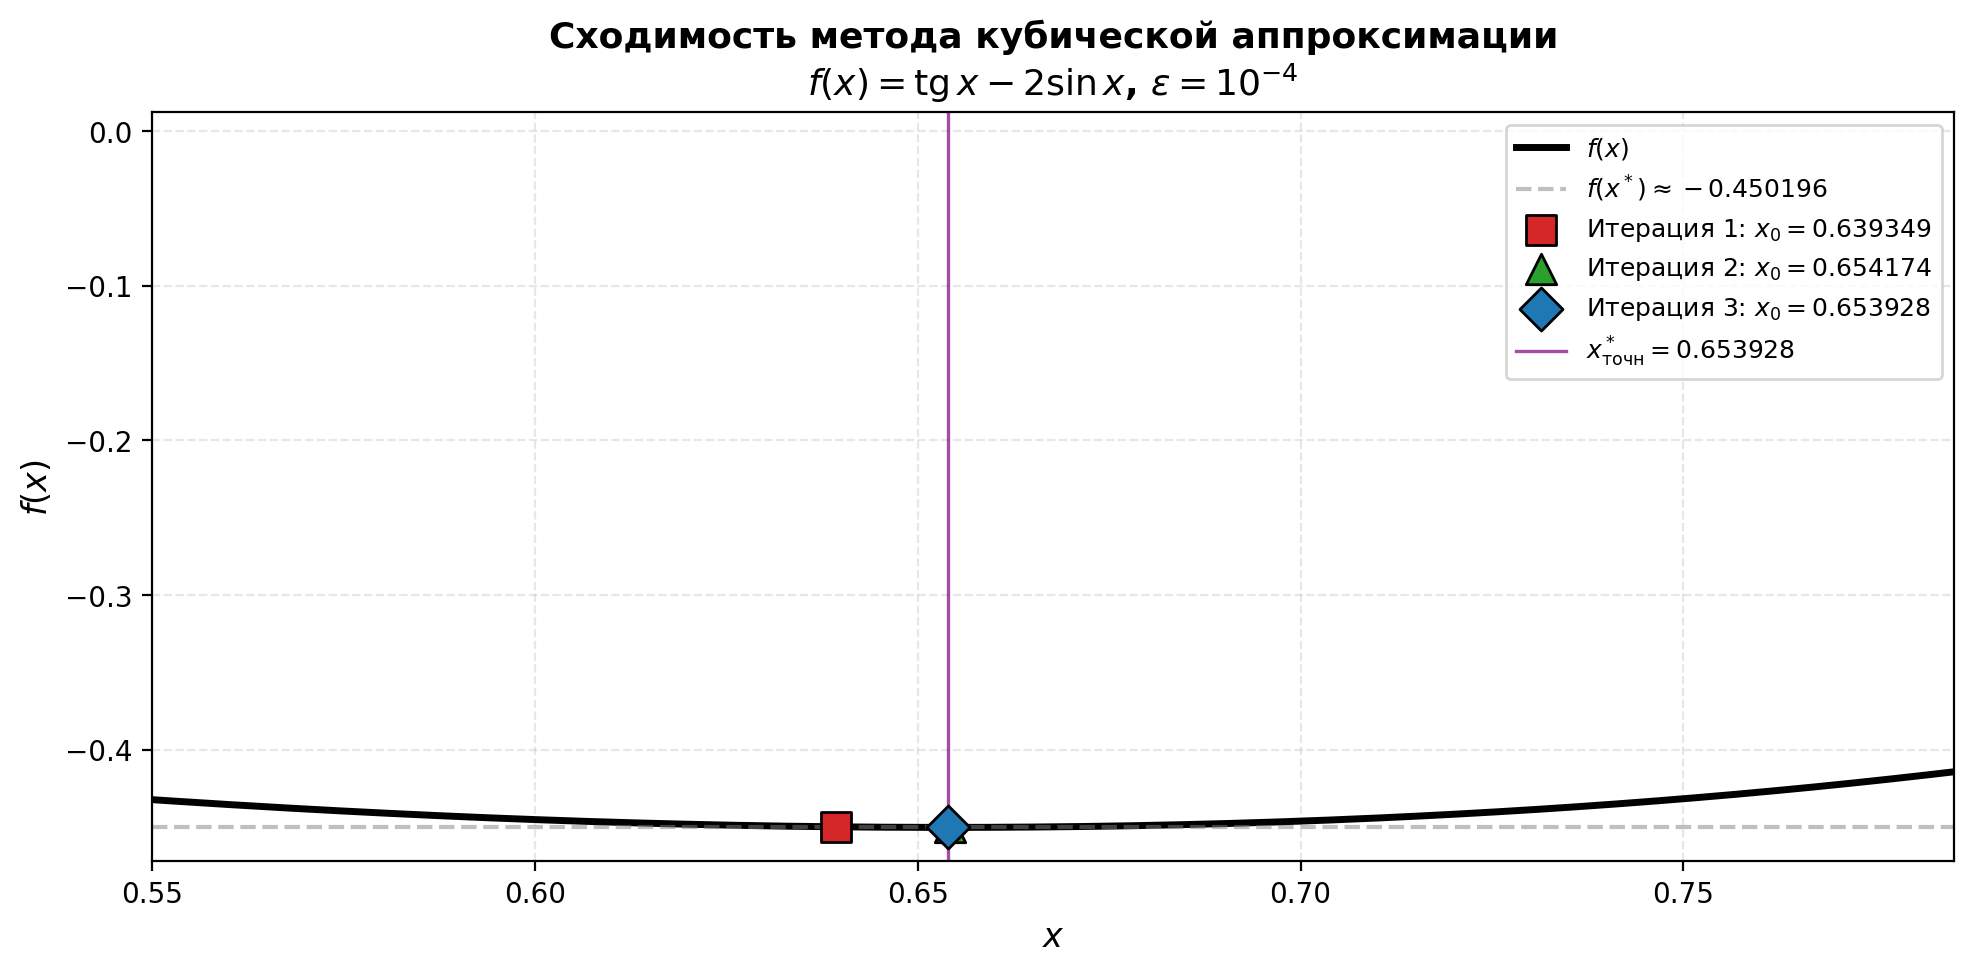 Сходимость метода кубической аппроксимации
f(x) = tg x − 2sin x, ε = 10⁻⁴
f(x)
f(x*) ≈ −0.450196
Итерация 1: x₀ = 0.639349
Итерация 2: x₀ = 0.654174
Итерация 3: x₀ = 0.653928
x*точн = 0.653928
0.0
−0.1
−0.2
−0.3
−0.4
f(x)
0.55 0.60 0.65 0.70 0.75
x